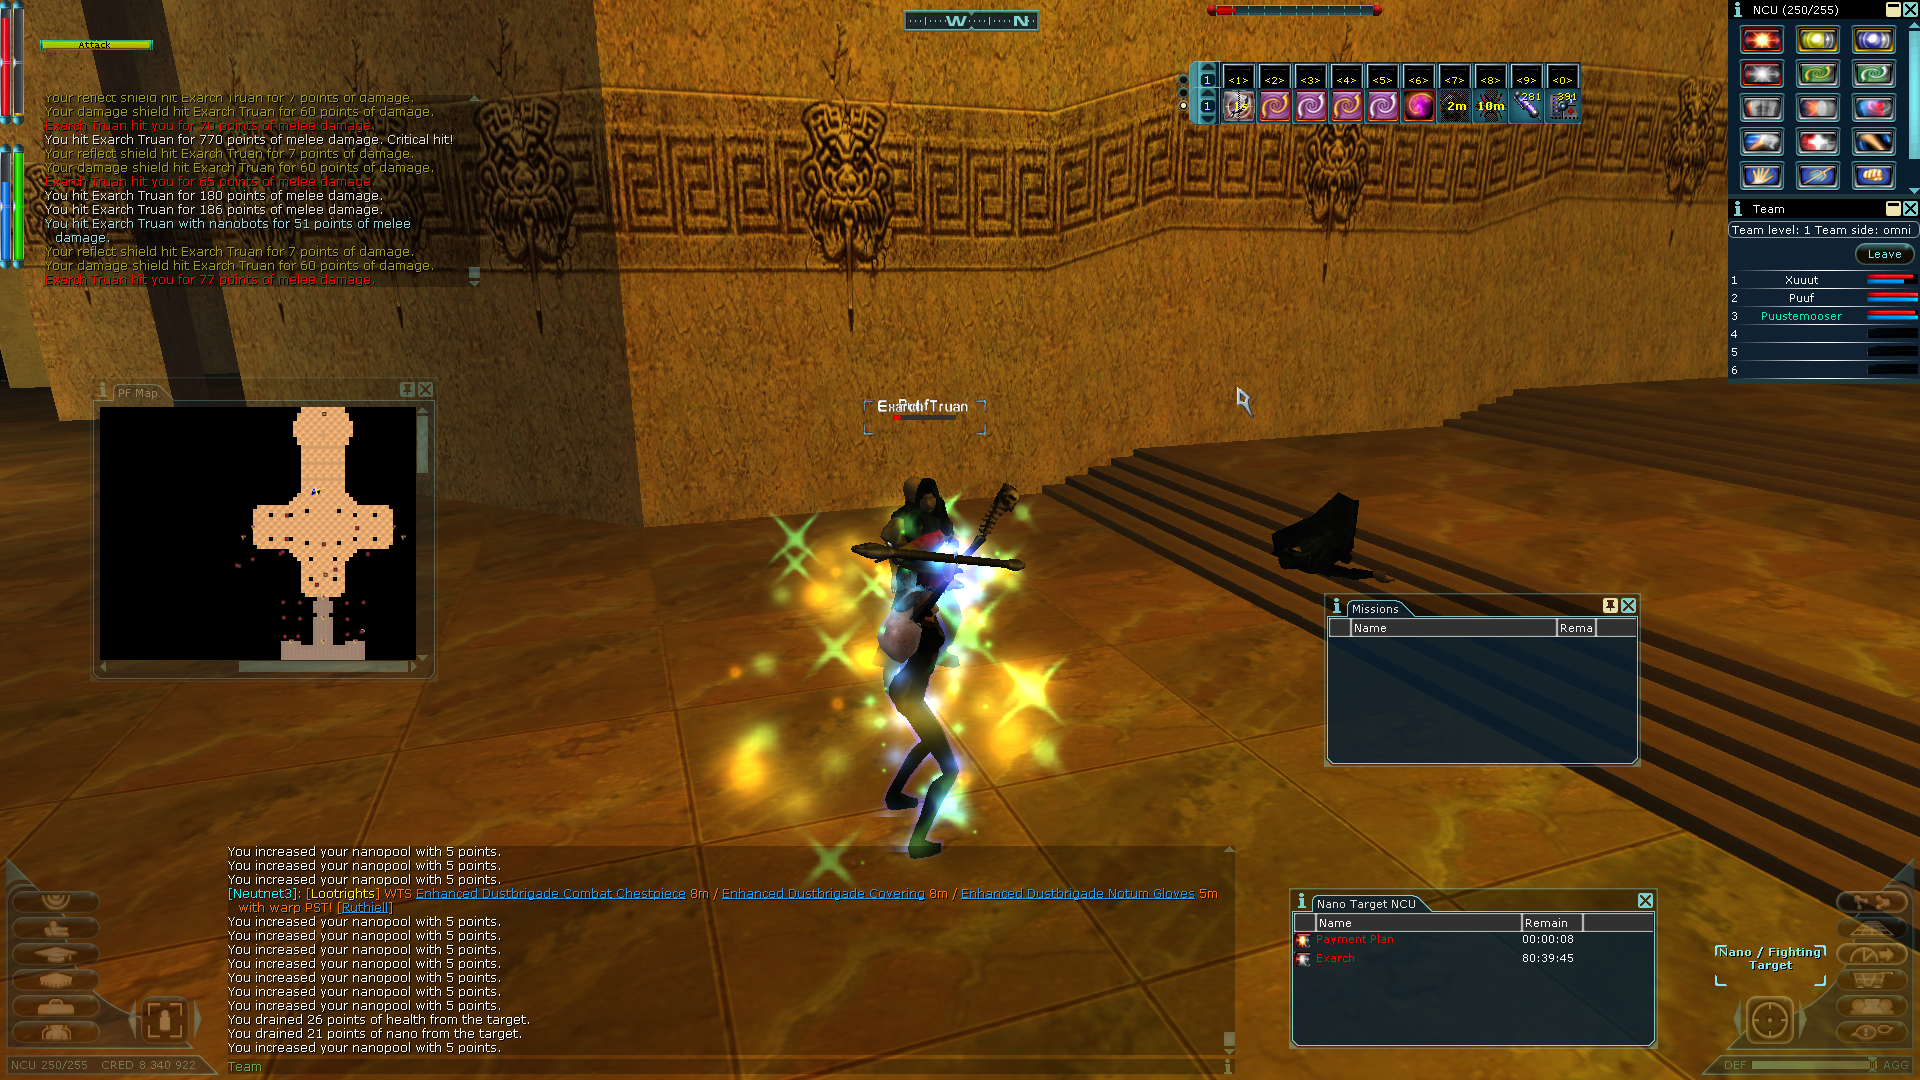 W N
NCU (250/255)
Attack
Your reflect shield hit Exarch Truan for 7 points of damage.
Your damage shield hit Exarch Truan for 60 points of damage.
Exarch Truan hit you for 70 points of melee damage.
You hit Exarch Truan for 770 points of melee damage. Critical hit!
Your reflect shield hit Exarch Truan for 7 points of damage.
Your damage shield hit Exarch Truan for 60 points of damage.
Exarch Truan hit you for 65 points of melee damage.
You hit Exarch Truan for 180 points of melee damage.
You hit Exarch Truan for 186 points of melee damage.
You hit Exarch Truan with nanobots for 51 points of melee
damage.
Your reflect shield hit Exarch Truan for 7 points of damage.
Your damage shield hit Exarch Truan for 60 points of damage.
Exarch Truan hit you for 77 points of melee damage.
1 <1> <2> <3> <4> <5> <6> <7> <8> <9> <0>
1 2m 10m 281 391
Team
Team level: 1 Team side: omni
Leave
1 Xuuut
2 Puuf
3 Puustemooser
4
5
6
PF Map
Exarch Truan
Missions
Name Rema
You increased your nanopool with 5 points.
You increased your nanopool with 5 points.
You increased your nanopool with 5 points.
[Neutnet3]: [Lootrights] WTS Enhanced Dustbrigade Combat Chestpiece 8m / Enhanced Dustbrigade Covering 8m / Enhanced Dustbrigade Notum Gloves 5m
with warp PST! [Ruthiell]
You increased your nanopool with 5 points.
You increased your nanopool with 5 points.
You increased your nanopool with 5 points.
You increased your nanopool with 5 points.
You increased your nanopool with 5 points.
You increased your nanopool with 5 points.
You increased your nanopool with 5 points.
You drained 26 points of health from the target.
You drained 21 points of nano from the target.
You increased your nanopool with 5 points.
Team
Nano Target NCU
Name Remain
Payment Plan 00:00:08
Exarch 80:39:45
Nano / Fighting
Target
NCU 250/255 CRED 8 340 922
DEF AGG